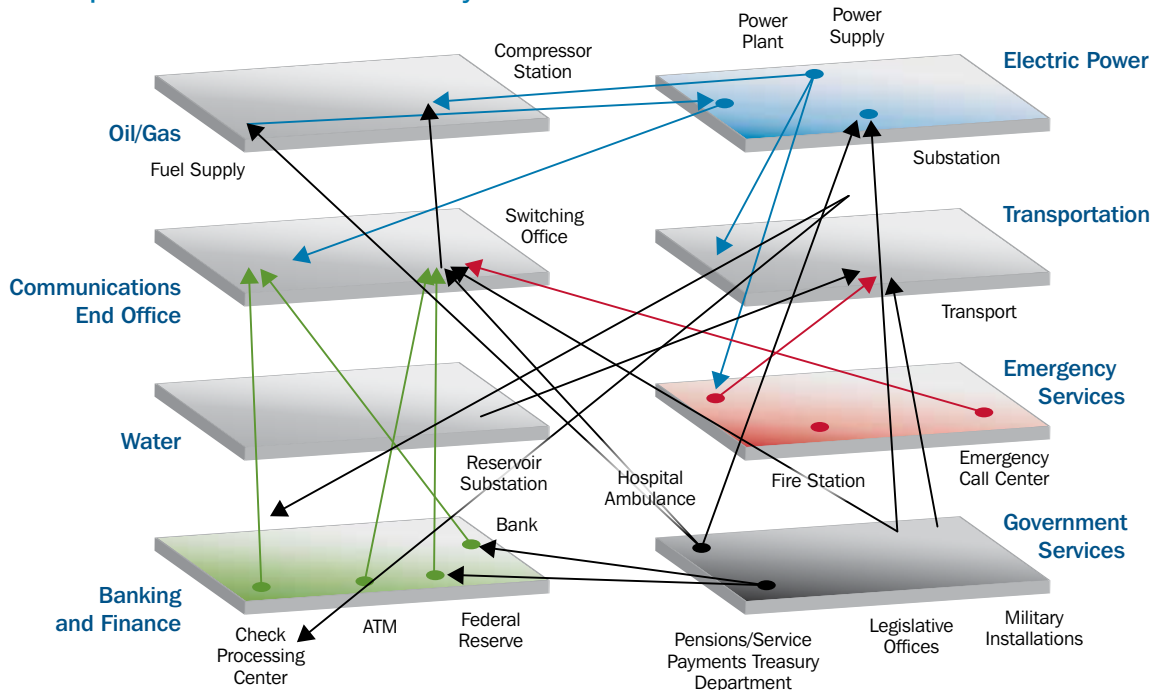 Power
Plant
Power
Supply
Compressor
Station
Electric Power
Oil/Gas
Fuel Supply
Substation
Switching
Office
Transportation
Communications
End Office
Transport
Emergency
Services
Water
Reservoir
Substation
Hospital
Ambulance
Fire Station
Emergency
Call Center
Bank
Government
Services
Banking
and Finance
Check
Processing
Center
ATM
Federal
Reserve
Pensions/Service
Payments Treasury
Department
Legislative
Offices
Military
Installations